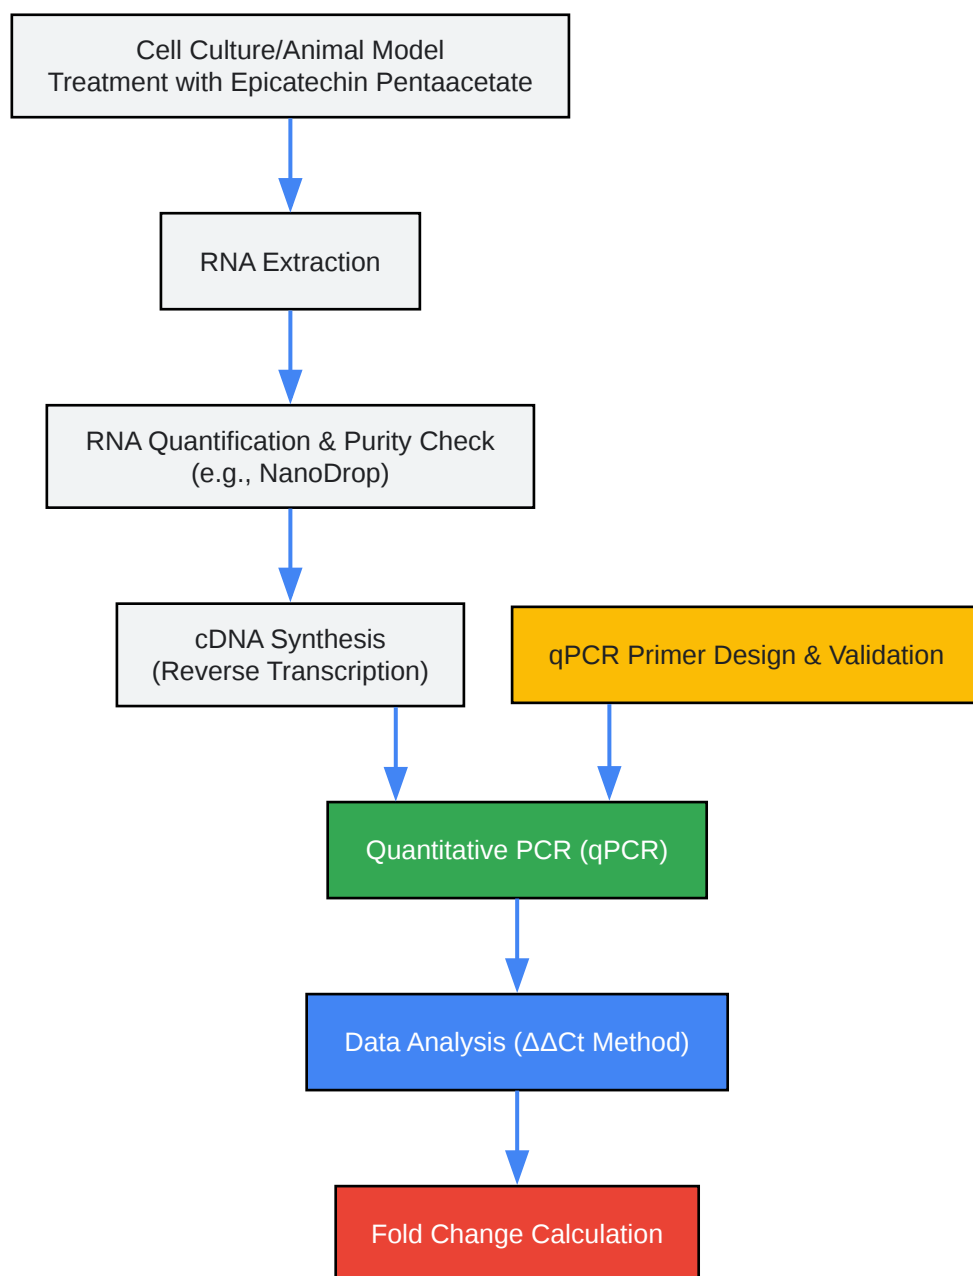 Cell Culture/Animal Model
Treatment with Epicatechin Pentaacetate
RNA Extraction
RNA Quantification & Purity Check
(e.g., NanoDrop)
cDNA Synthesis
(Reverse Transcription)
qPCR Primer Design & Validation
Quantitative PCR (qPCR)
Data Analysis (ΔΔCt Method)
Fold Change Calculation